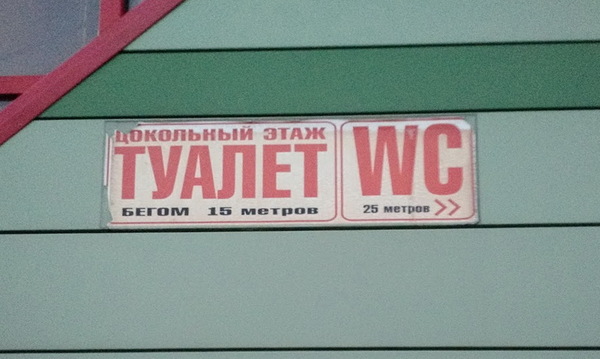 ЦОКОЛЬНЫЙ ЭТАЖ
ТУАЛЕТ
БЕГОМ 15 метров
WC
25 метров >>